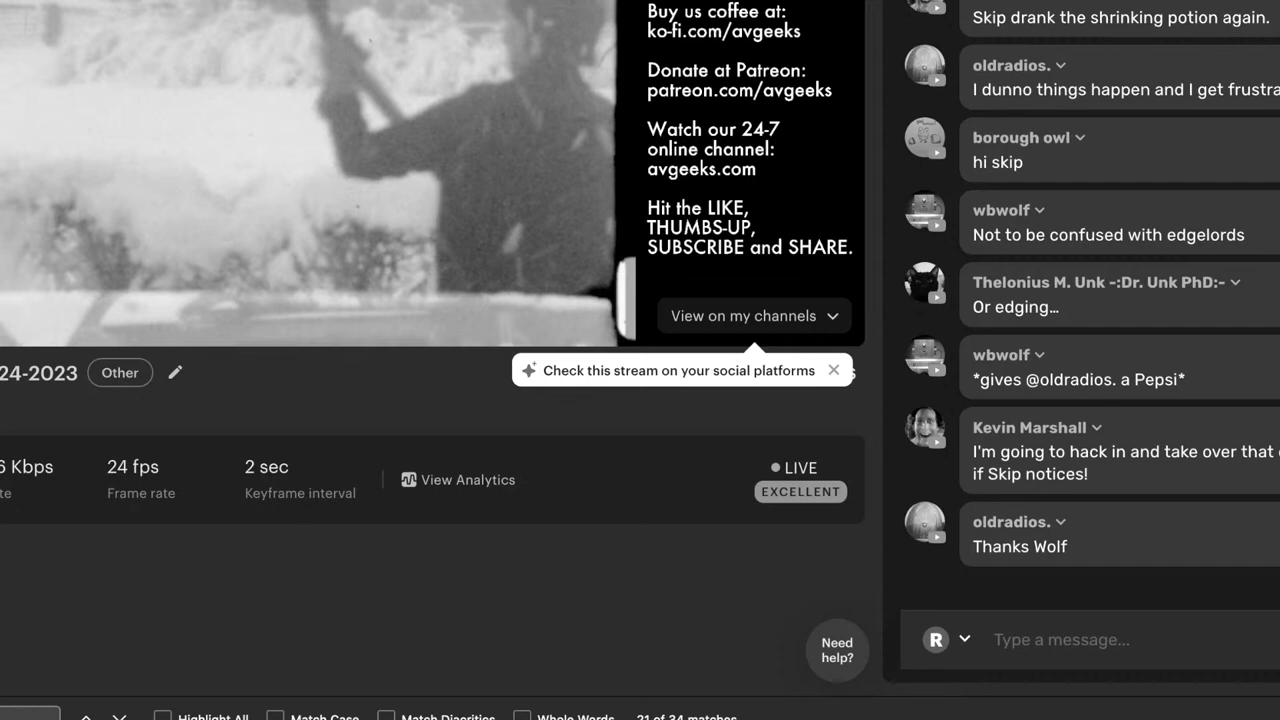 Buy us coffee at:
ko-fi.com/avgeeks
Donate at Patreon:
patreon.com/avgeeks
Watch our 24-7
online channel:
avgeeks.com
Hit the LIKE,
THUMBS-UP,
SUBSCRIBE and SHARE.
View on my channels
Check this stream on your social platforms
24-2023
Other
6 Kbps
24 fps
Frame rate
2 sec
Keyframe interval
View Analytics
LIVE
EXCELLENT
Need
help?
Skip drank the shrinking potion again.
oldradios.
I dunno things happen and I get frustra
borough owl
hi skip
wbwolf
Not to be confused with edgelords
Thelonius M. Unk -:Dr. Unk PhD:-
Or edging…
wbwolf
*gives @oldradios. a Pepsi*
Kevin Marshall
I'm going to hack in and take over that
if Skip notices!
oldradios.
Thanks Wolf
R
Type a message...
Highlight All
Match Case
Match Diacritics
Whole Words
21 of 34 matches